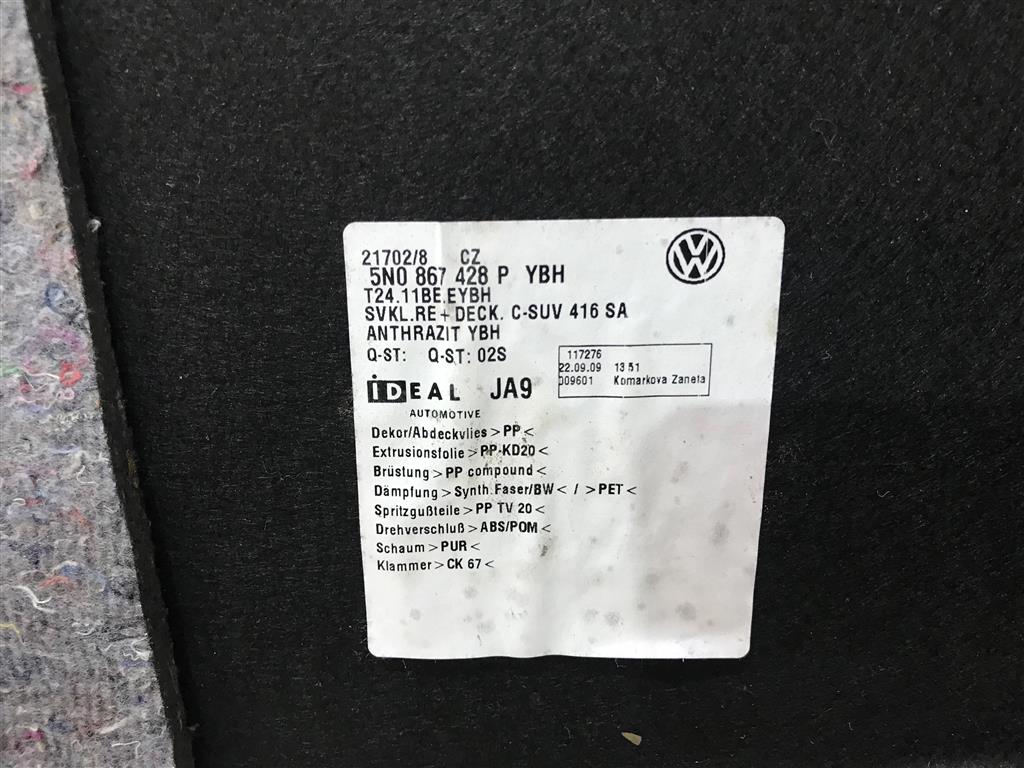 21702/8 CZ
5N0 867 428 P YBH
T24.11BE.EYBH
SVKL.RE+DECK. C-SUV 416 SA
ANTHRAZIT YBH
Q-ST: Q-S.T: 02S
117276
22.09.09 13 51
009601 Komarkova Zaneta
iDEAL JA9
AUTOMOTIVE
Dekor/Abdeckvlies >PP<
Extrusionsfolie >PP-KD20<
Brüstung >PP compound<
Dämpfung >Synth.Faser/BW< / >PET<
Spritzgußteile >PP TV 20<
Drehverschluß >ABS/POM<
Schaum >PUR<
Klammer >CK 67<